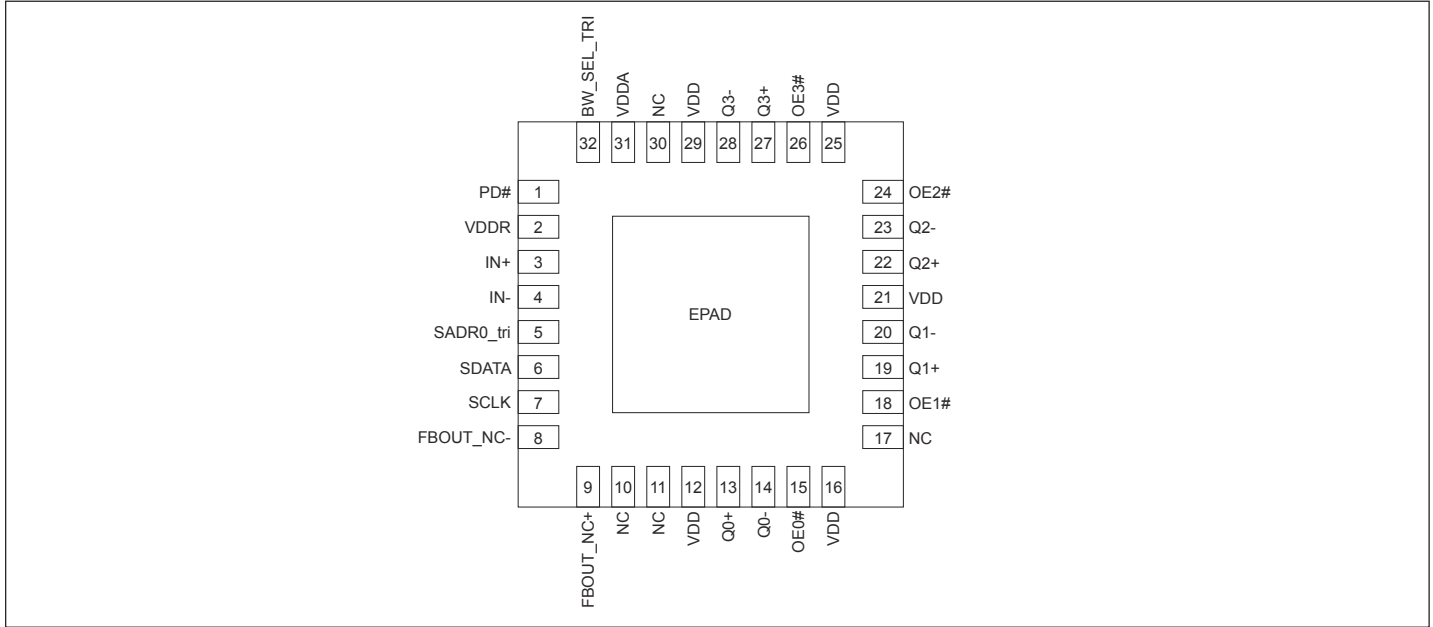 BW_SEL_TRI
VDDA
NC
VDD
Q3-
Q3+
OE3#
VDD
32 31 30 29 28 27 26 25
PD# 1
VDDR 2
IN+ 3
IN- 4
SADR0_tri 5
SDATA 6
SCLK 7
FBOUT_NC- 8
EPAD
24 OE2#
23 Q2-
22 Q2+
21 VDD
20 Q1-
19 Q1+
18 OE1#
17 NC
9 10 11 12 13 14 15 16
FBOUT_NC+
NC
NC
VDD
Q0+
Q0-
OE0#
VDD